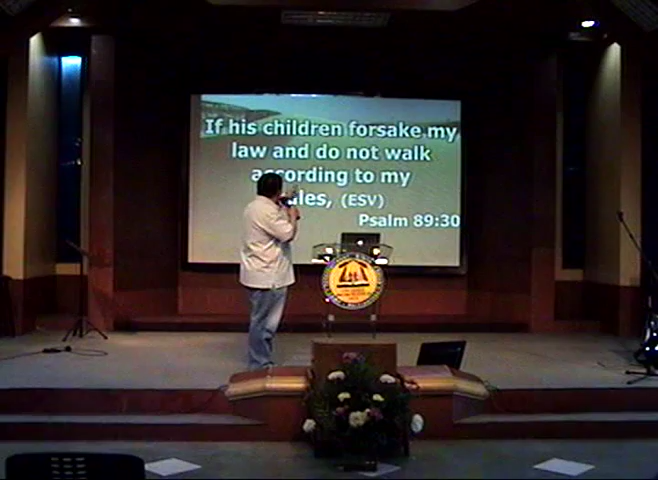 If his children forsake my
law and do not walk
according to my
(ESV)
Psalm 89:30